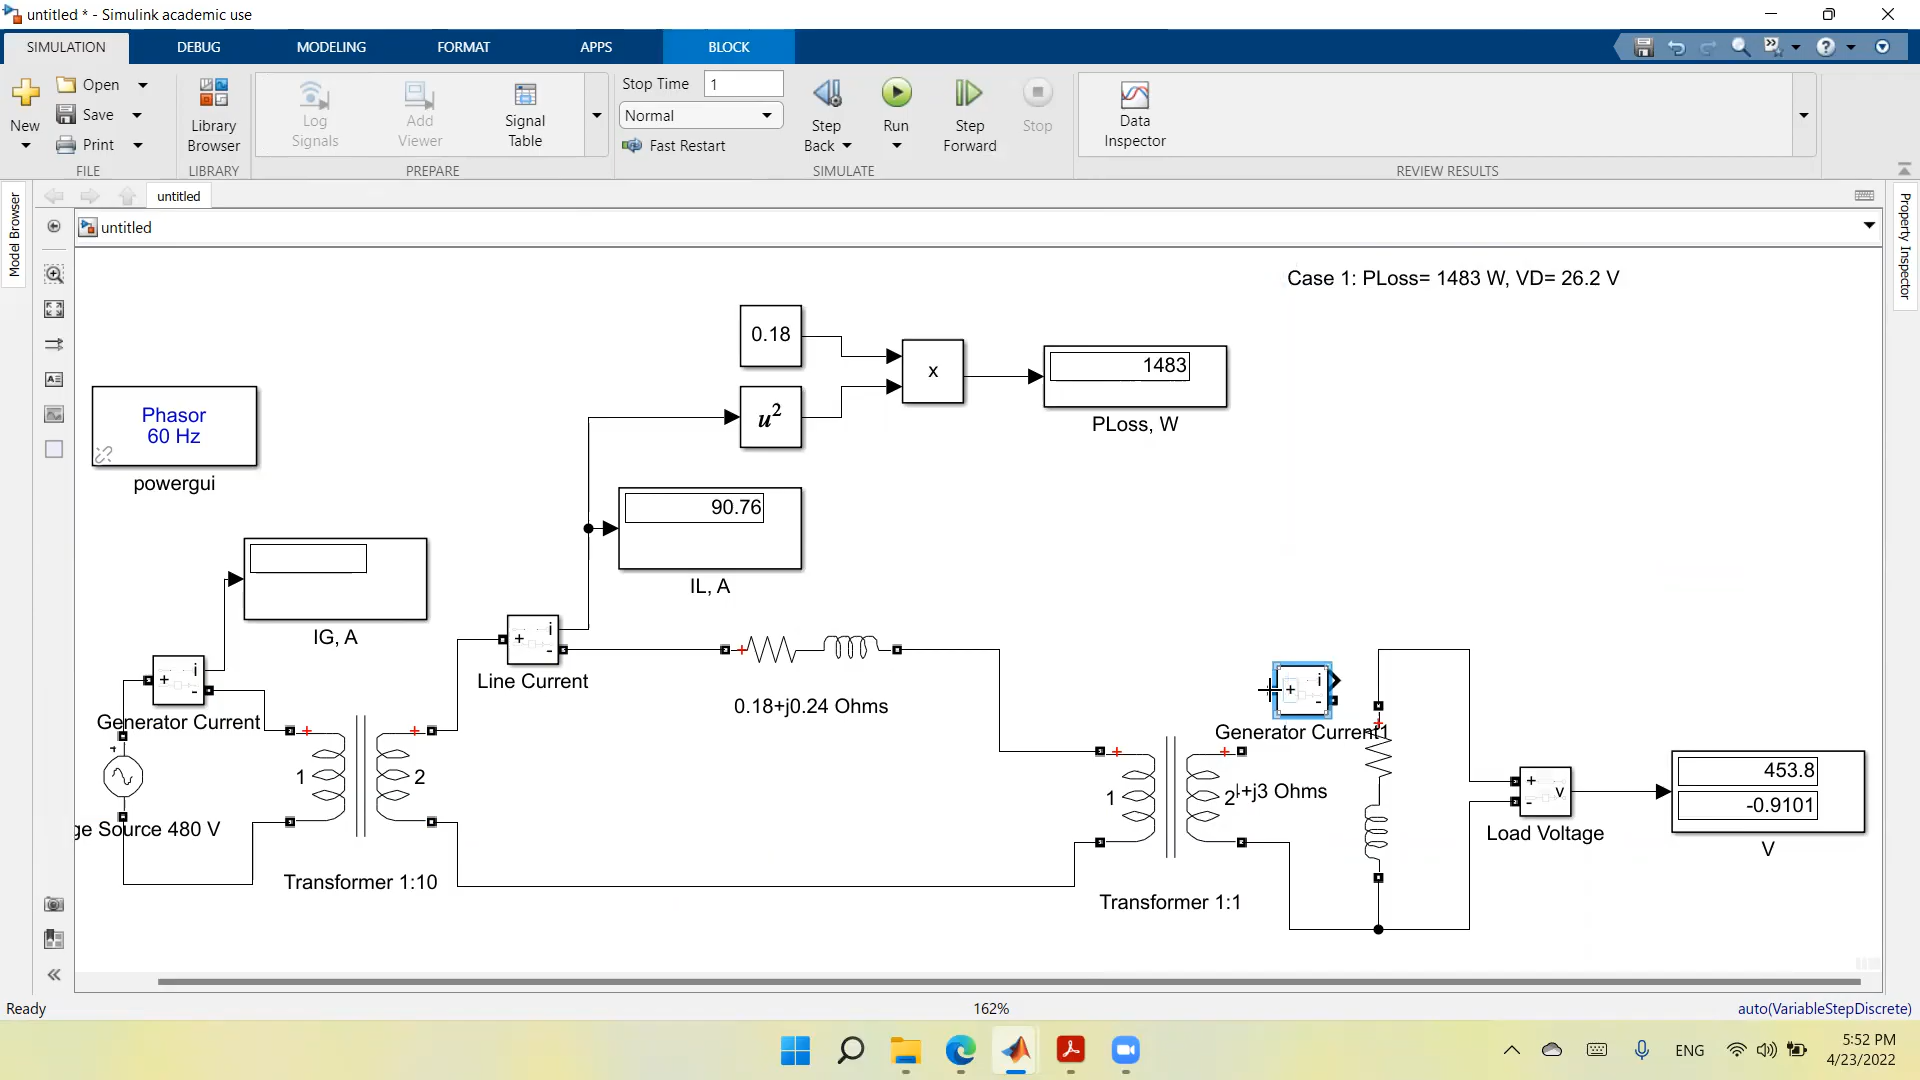 untitled * - Simulink academic use
SIMULATION DEBUG MODELING FORMAT APPS BLOCK
New
Open
Save
Print
FILE
Library
Browser
LIBRARY
Log
Signals
Add
Viewer
Signal
Table
PREPARE
Stop Time 1
Normal
Fast Restart
Step
Back
Run
Step
Forward
Stop
SIMULATE
Data
Inspector
REVIEW RESULTS
Model Browser
Property Inspector
untitled
untitled
Case 1: PLoss= 1483 W, VD= 26.2 V
0.18
u2
x
1483
PLoss, W
Phasor
60 Hz
powergui
90.76
IL, A
IG, A
i
+
-
Generator Current
i
+
-
Line Current
+
0.18+j0.24 Ohms
i
+
-
Generator Current1
+
+ +
1 2
ge Source 480 V
Transformer 1:10
+ +
1 2
+j3 Ohms
Transformer 1:1
+
-
v
Load Voltage
453.8
-0.9101
V
Ready
162%
auto(VariableStepDiscrete)
ENG
5:52 PM
4/23/2022